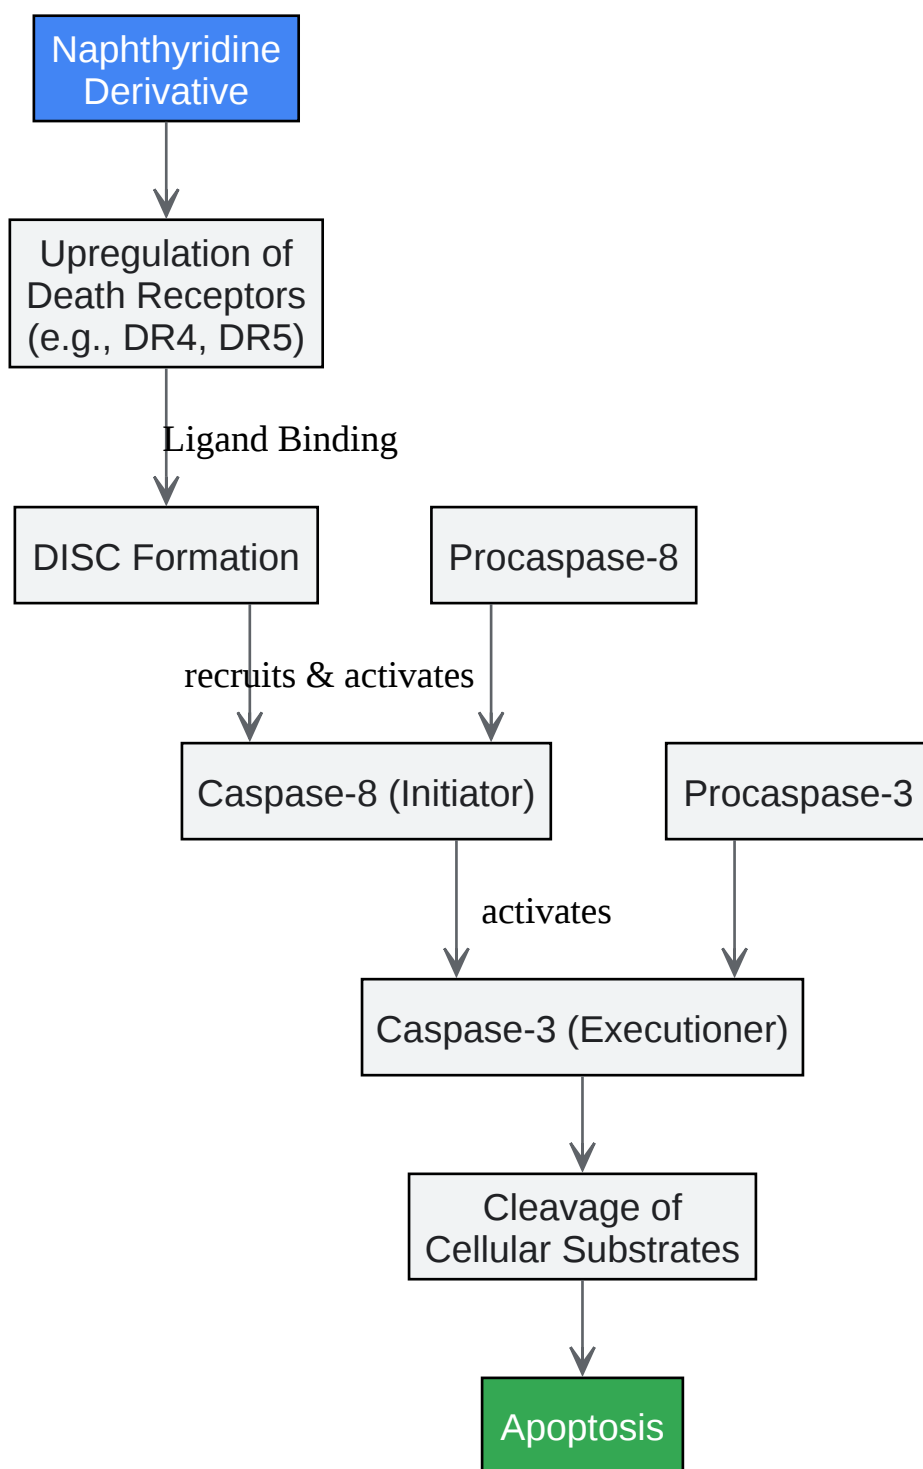 Naphthyridine
Derivative
Upregulation of
Death Receptors
(e.g., DR4, DR5)
Ligand Binding
DISC Formation
Procaspase-8
recruits & activates
Caspase-8 (Initiator)
Procaspase-3
activates
Caspase-3 (Executioner)
Cleavage of
Cellular Substrates
Apoptosis